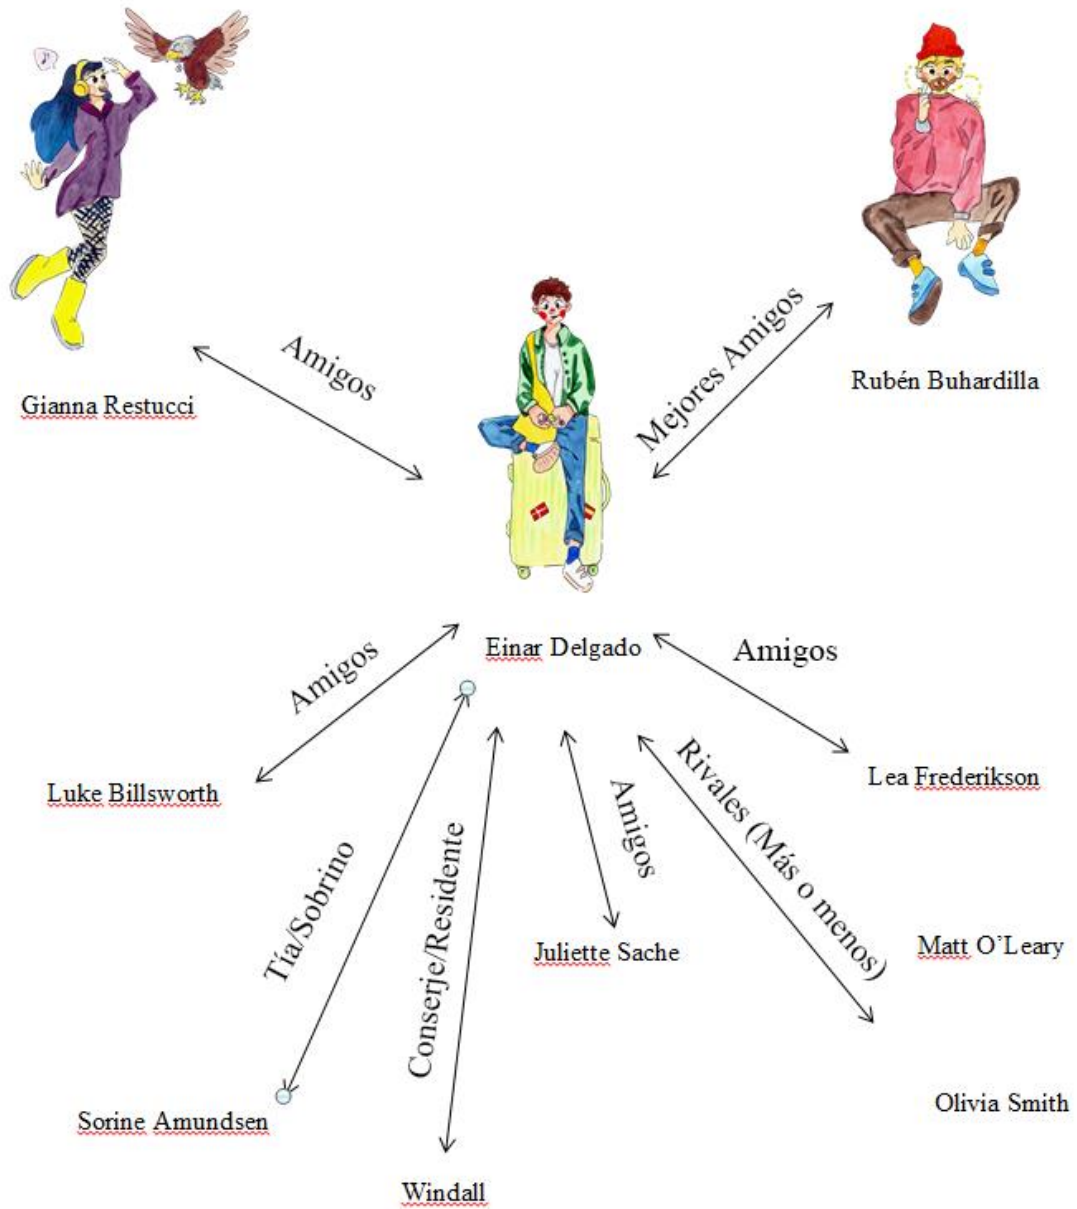 Amigos
Mejores Amigos
Rubén Buhardilla
Gianna Restucci
Einar Delgado
Amigos
Amigos
Luke Billsworth
Lea Frederikson
Rivales (Más o menos)
Amigos
Tía/Sobrino
Conserje/Residente
Juliette Sache
Matt O’Leary
Olivia Smith
Sorine Amundsen
Windall